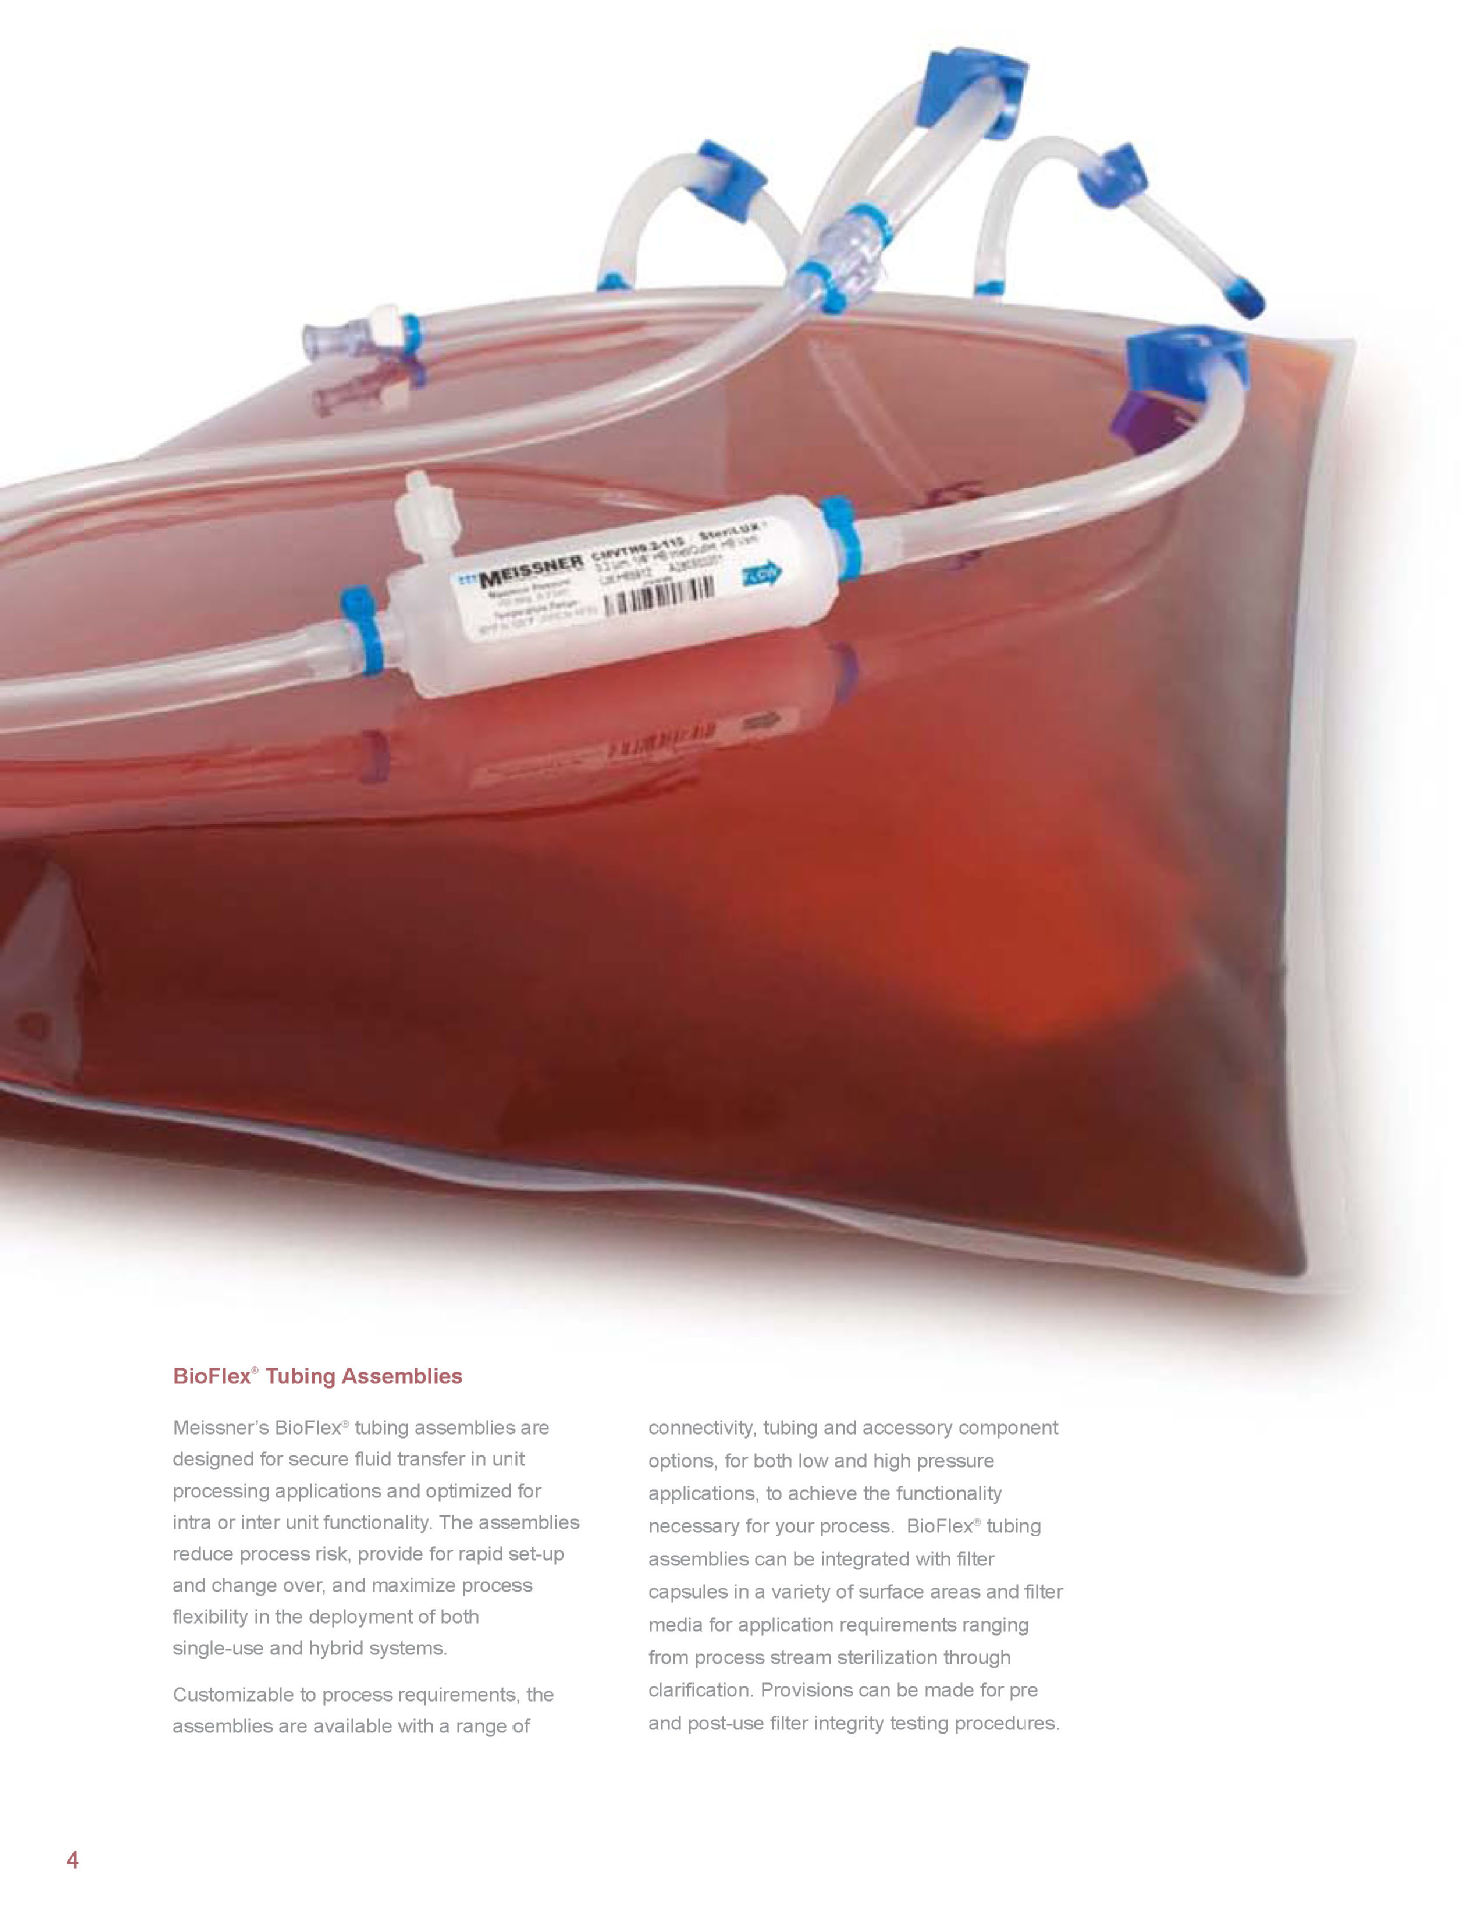 MEISSNER
SteriLUX
Maximum Pressure:
Temperature Range:
FLOW
BioFlex® Tubing Assemblies
Meissner's BioFlex® tubing assemblies are
designed for secure fluid transfer in unit
processing applications and optimized for
intra or inter unit functionality. The assemblies
reduce process risk, provide for rapid set-up
and change over, and maximize process
flexibility in the deployment of both
single-use and hybrid systems.
Customizable to process requirements, the
assemblies are available with a range of
connectivity, tubing and accessory component
options, for both low and high pressure
applications, to achieve the functionality
necessary for your process. BioFlex® tubing
assemblies can be integrated with filter
capsules in a variety of surface areas and filter
media for application requirements ranging
from process stream sterilization through
clarification. Provisions can be made for pre
and post-use filter integrity testing procedures.
4